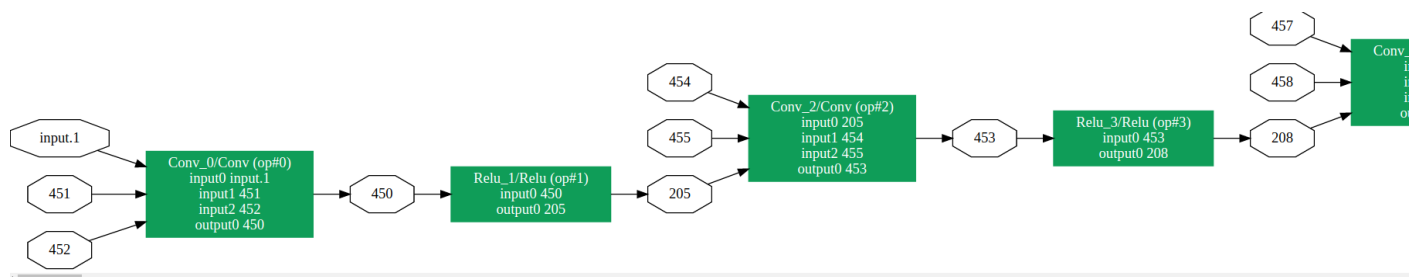 input.1
451
452
Conv_0/Conv (op#0)
input0 input.1
input1 451
input2 452
output0 450
450
Relu_1/Relu (op#1)
input0 450
output0 205
454
455
205
Conv_2/Conv (op#2)
input0 205
input1 454
input2 455
output0 453
453
Relu_3/Relu (op#3)
input0 453
output0 208
457
458
208